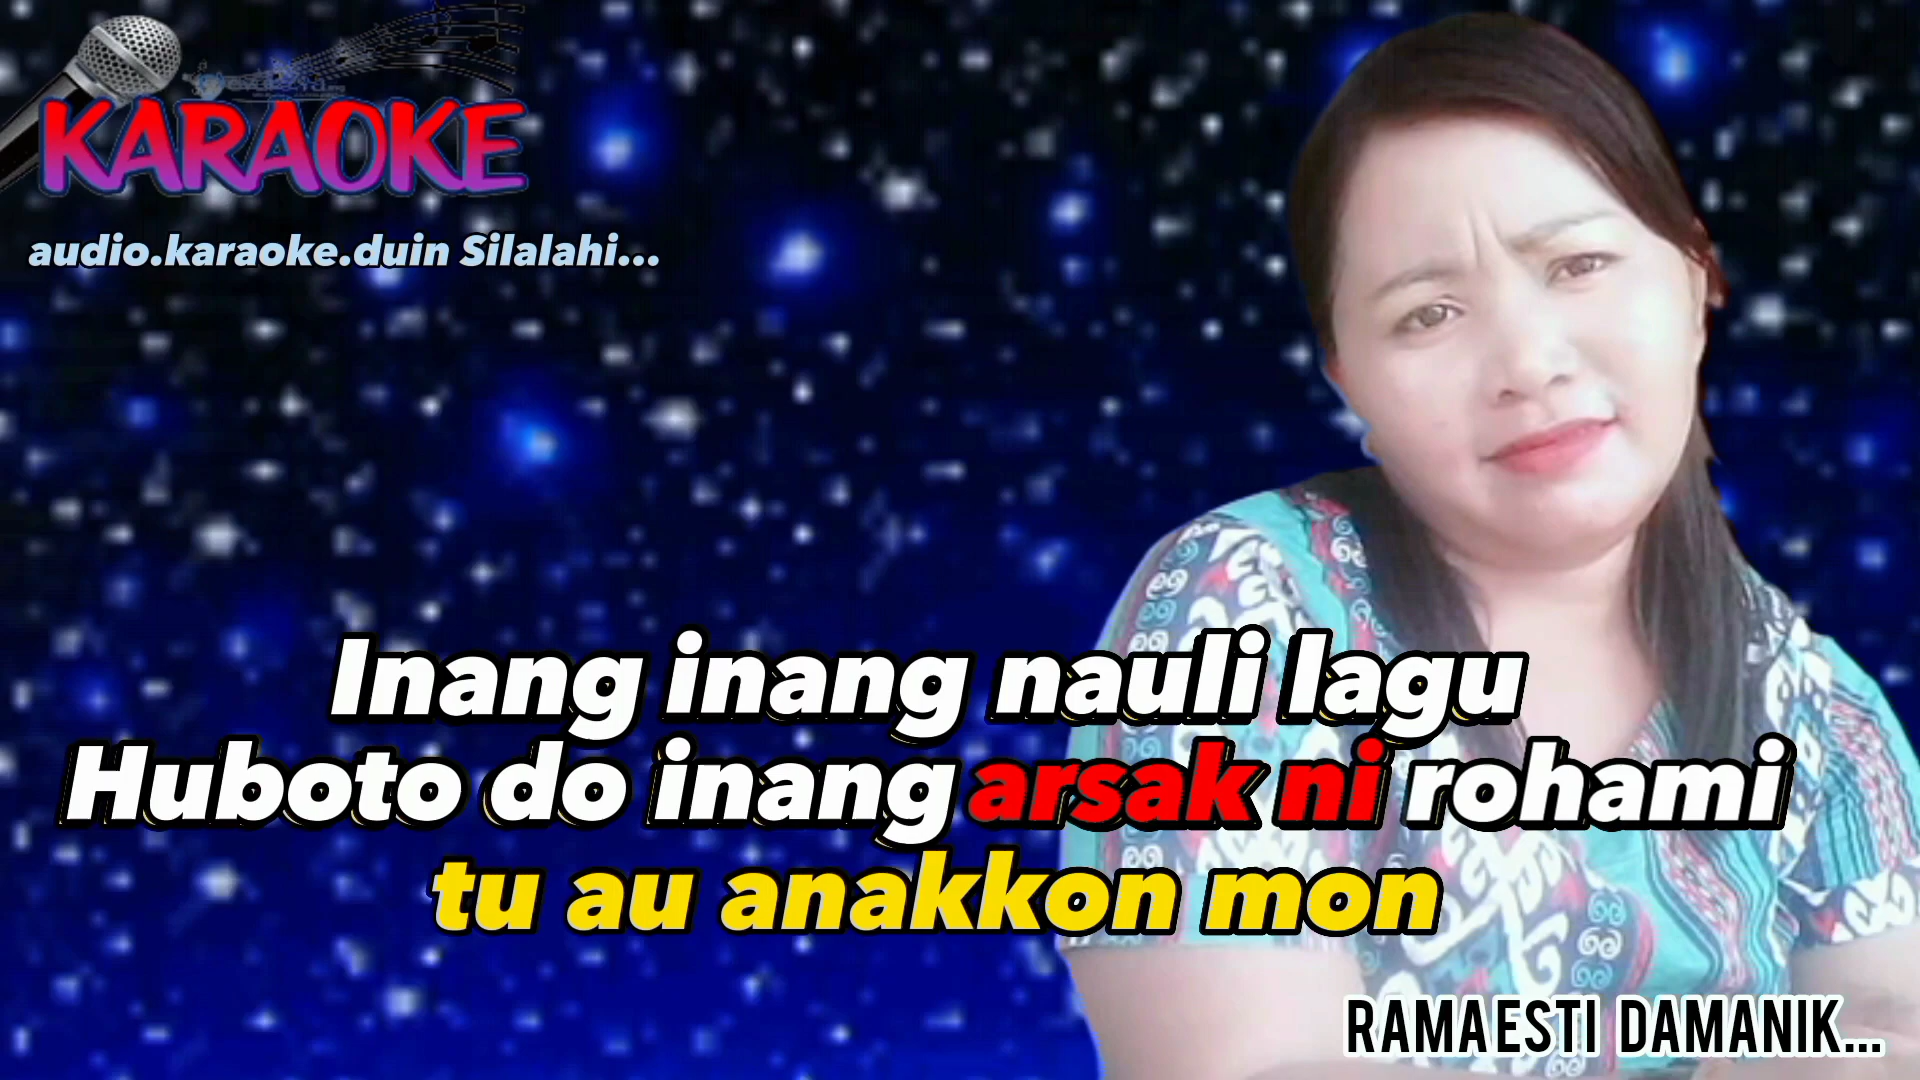 KARAOKE
audio.karaoke.duin Silalahi...
Inang inang nauli lagu
Huboto do inang arsak ni rohami
tu au anakkon mon
RAMAESTI DAMANIK...